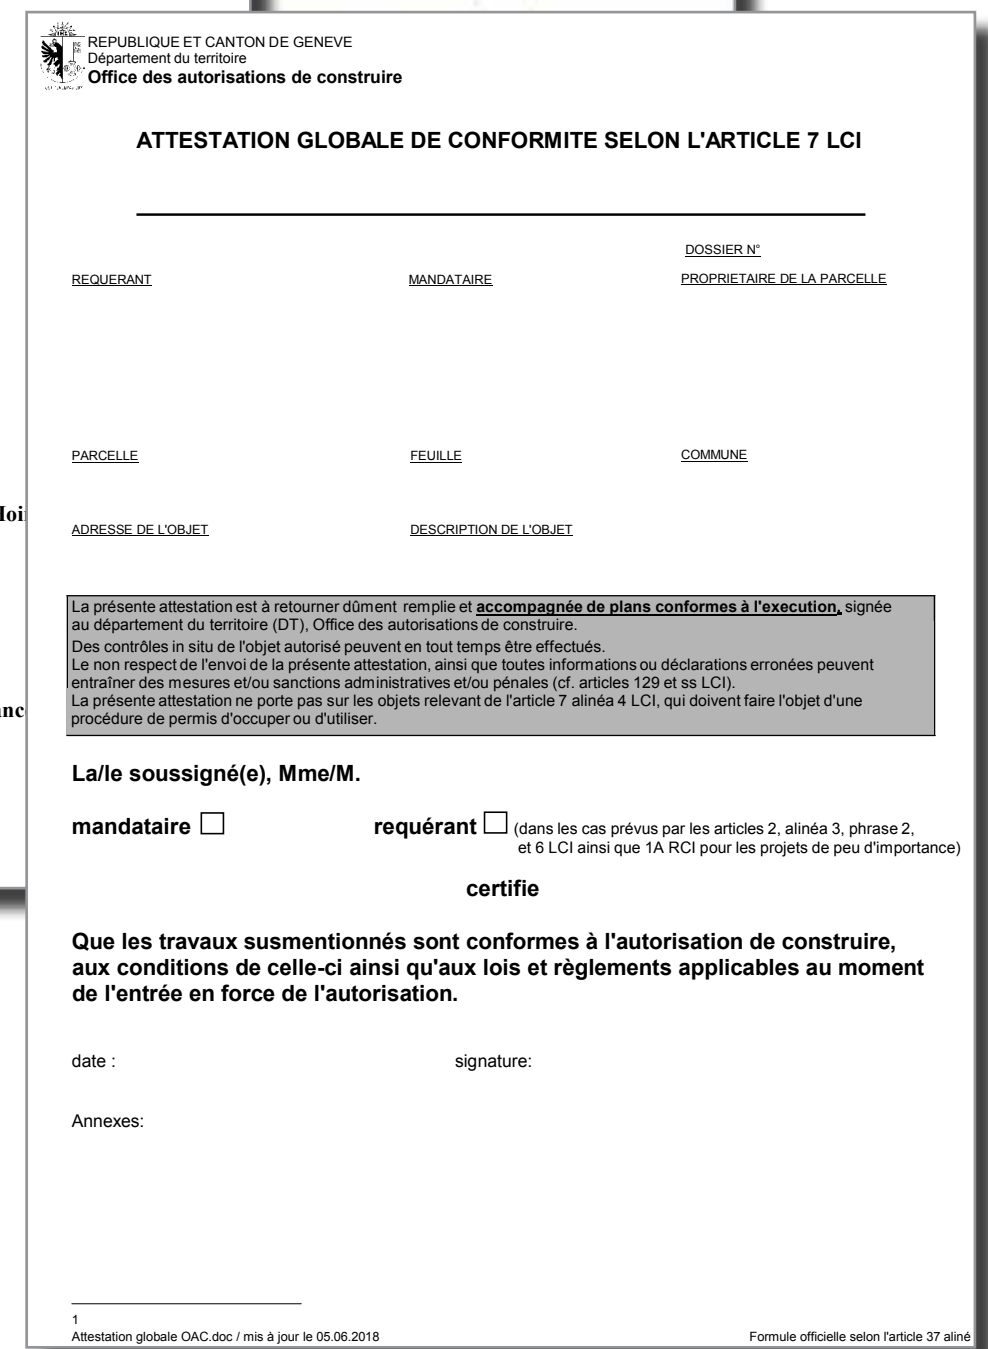 REPUBLIQUE ET CANTON DE GENEVE
Département du territoire
Office des autorisations de construire
ATTESTATION GLOBALE DE CONFORMITE SELON L'ARTICLE 7 LCI
DOSSIER N°
REQUERANT MANDATAIRE PROPRIETAIRE DE LA PARCELLE
PARCELLE FEUILLE COMMUNE
ADRESSE DE L'OBJET DESCRIPTION DE L'OBJET
La présente attestation est à retourner dûment remplie et accompagnée de plans conformes à l'execution, signée
au département du territoire (DT), Office des autorisations de construire.
Des contrôles in situ de l'objet autorisé peuvent en tout temps être effectués.
Le non respect de l'envoi de la présente attestation, ainsi que toutes informations ou déclarations erronées peuvent
entraîner des mesures et/ou sanctions administratives et/ou pénales (cf. articles 129 et ss LCI).
La présente attestation ne porte pas sur les objets relevant de l'article 7 alinéa 4 LCI, qui doivent faire l'objet d'une
procédure de permis d'occuper ou d'utiliser.
La/le soussigné(e), Mme/M.
mandataire requérant (dans les cas prévus par les articles 2, alinéa 3, phrase 2,
et 6 LCI ainsi que 1A RCI pour les projets de peu d'importance)
certifie
Que les travaux susmentionnés sont conformes à l'autorisation de construire,
aux conditions de celle-ci ainsi qu'aux lois et règlements applicables au moment
de l'entrée en force de l'autorisation.
date : signature:
Annexes:
1
Attestation globale OAC.doc / mis à jour le 05.06.2018 Formule officielle selon l'article 37 aliné